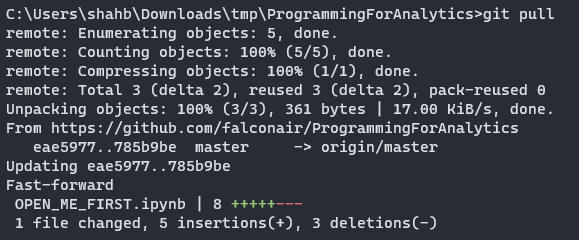 C:\Users\shahb\Downloads\tmp\ProgrammingForAnalytics>git pull
remote: Enumerating objects: 5, done.
remote: Counting objects: 100% (5/5), done.
remote: Compressing objects: 100% (1/1), done.
remote: Total 3 (delta 2), reused 3 (delta 2), pack-reused 0
Unpacking objects: 100% (3/3), 361 bytes | 17.00 KiB/s, done.
From https://github.com/falconair/ProgrammingForAnalytics
   eae5977..785b9be  master     -> origin/master
Updating eae5977..785b9be
Fast-forward
 OPEN_ME_FIRST.ipynb | 8 +++++---
 1 file changed, 5 insertions(+), 3 deletions(-)